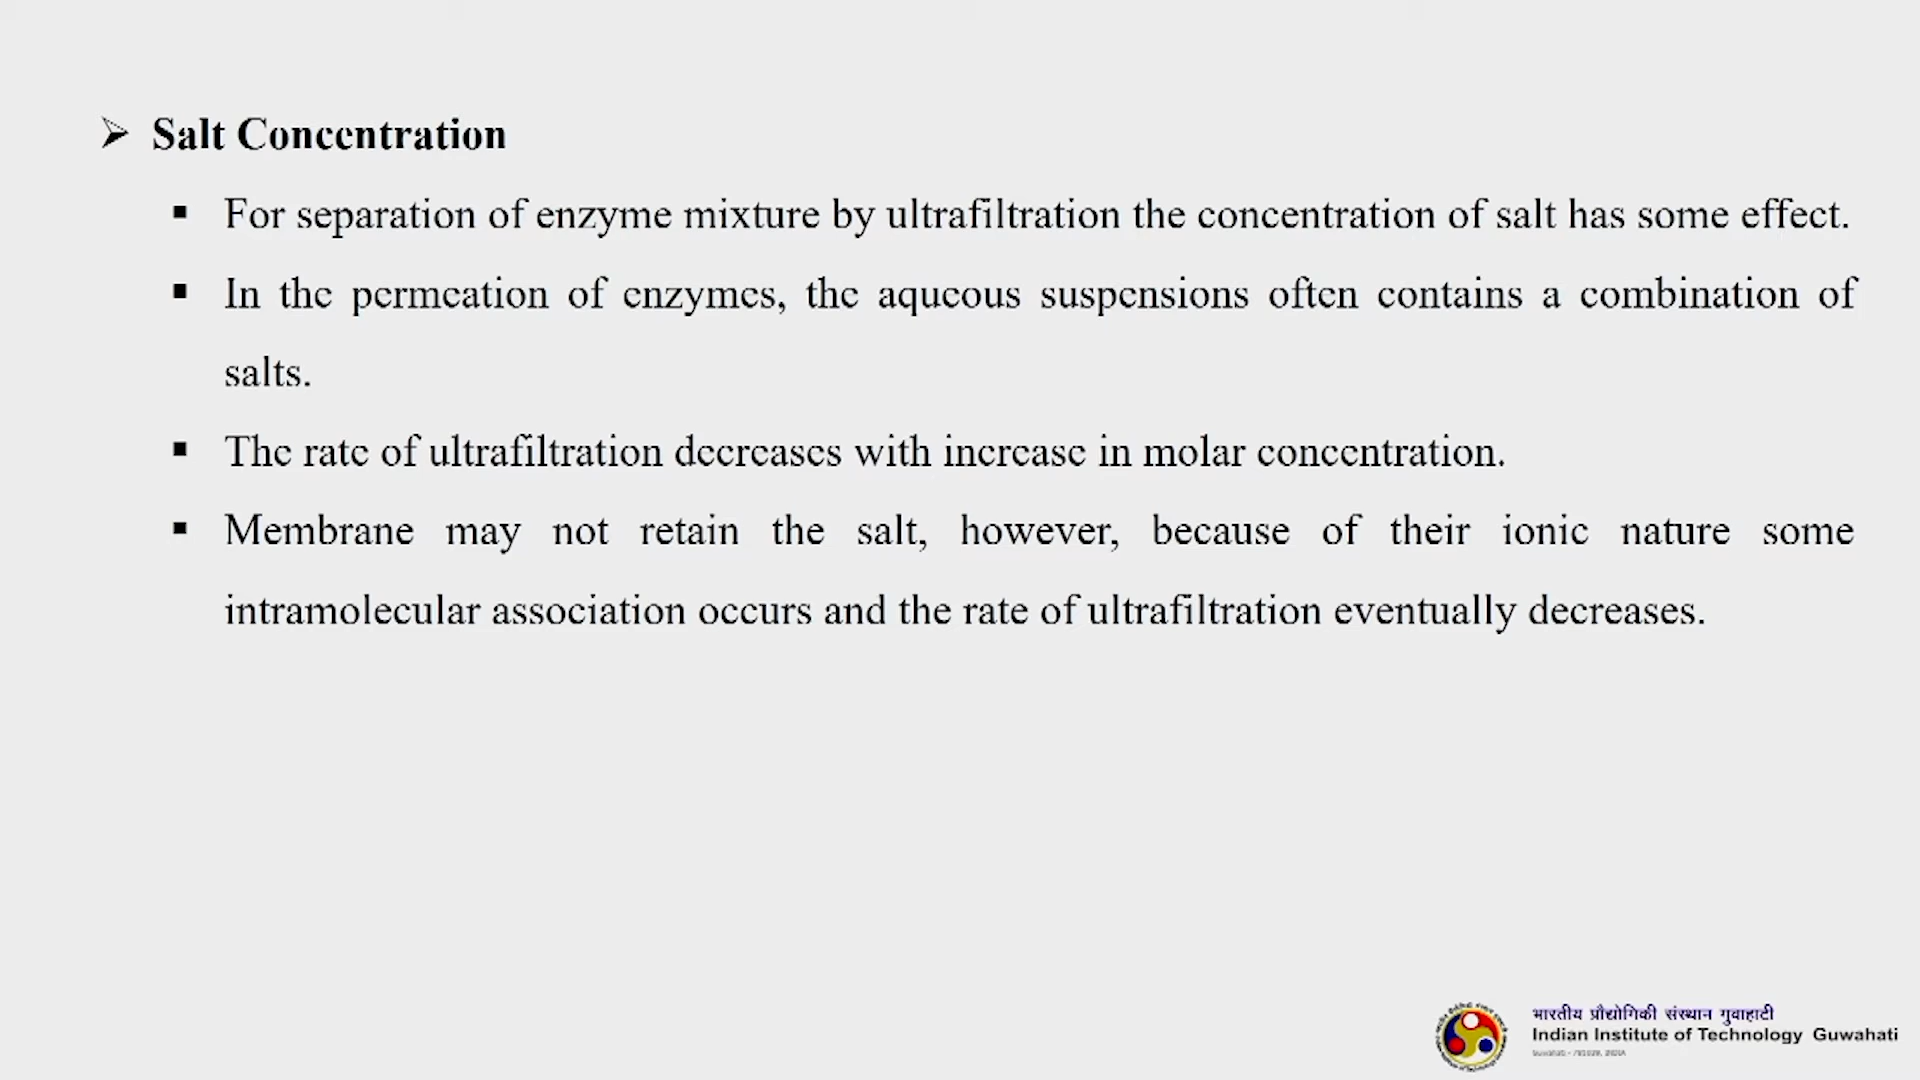 ➢ Salt Concentration
▪ For separation of enzyme mixture by ultrafiltration the concentration of salt has some effect.
▪ In the permeation of enzymes, the aqueous suspensions often contains a combination of
salts.
▪ The rate of ultrafiltration decreases with increase in molar concentration.
▪ Membrane may not retain the salt, however, because of their ionic nature some
intramolecular association occurs and the rate of ultrafiltration eventually decreases.
भारतीय प्रौद्योगिकी संस्थान गुवाहाटी
Indian Institute of Technology Guwahati
Guwahati - 781039, INDIA